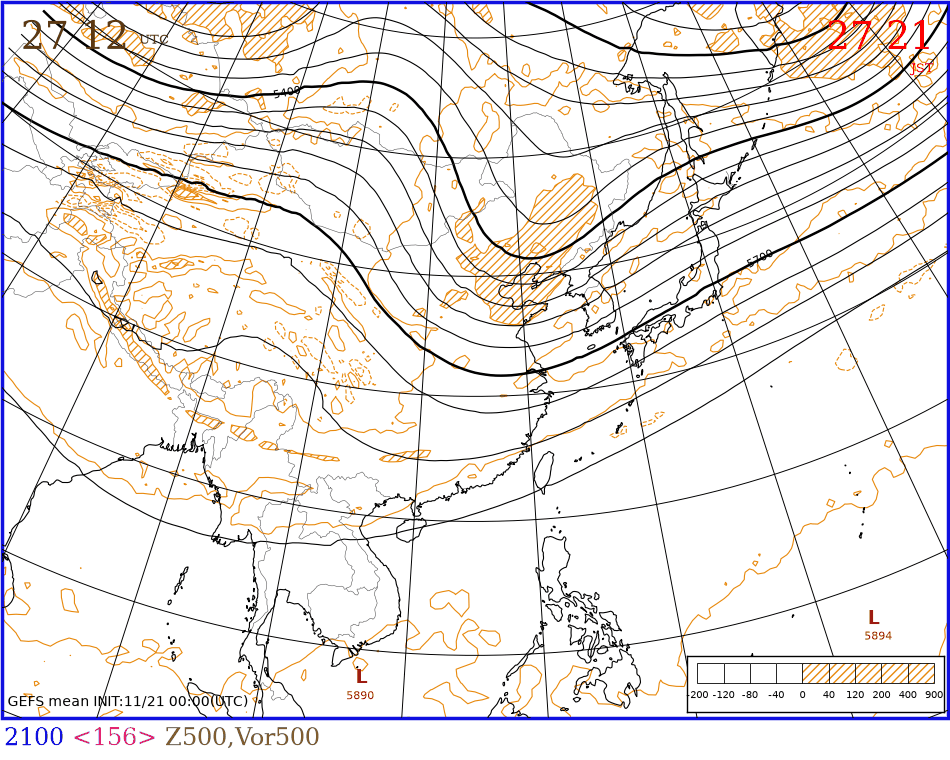 27 12 UTC
27 21
JST
5400
5700
L
5894
L
5890
-200 -120 -80 -40 0 40 120 200 400 900
GEFS mean INIT:11/21 00:00(UTC)
2100 <156> Z500,Vor500